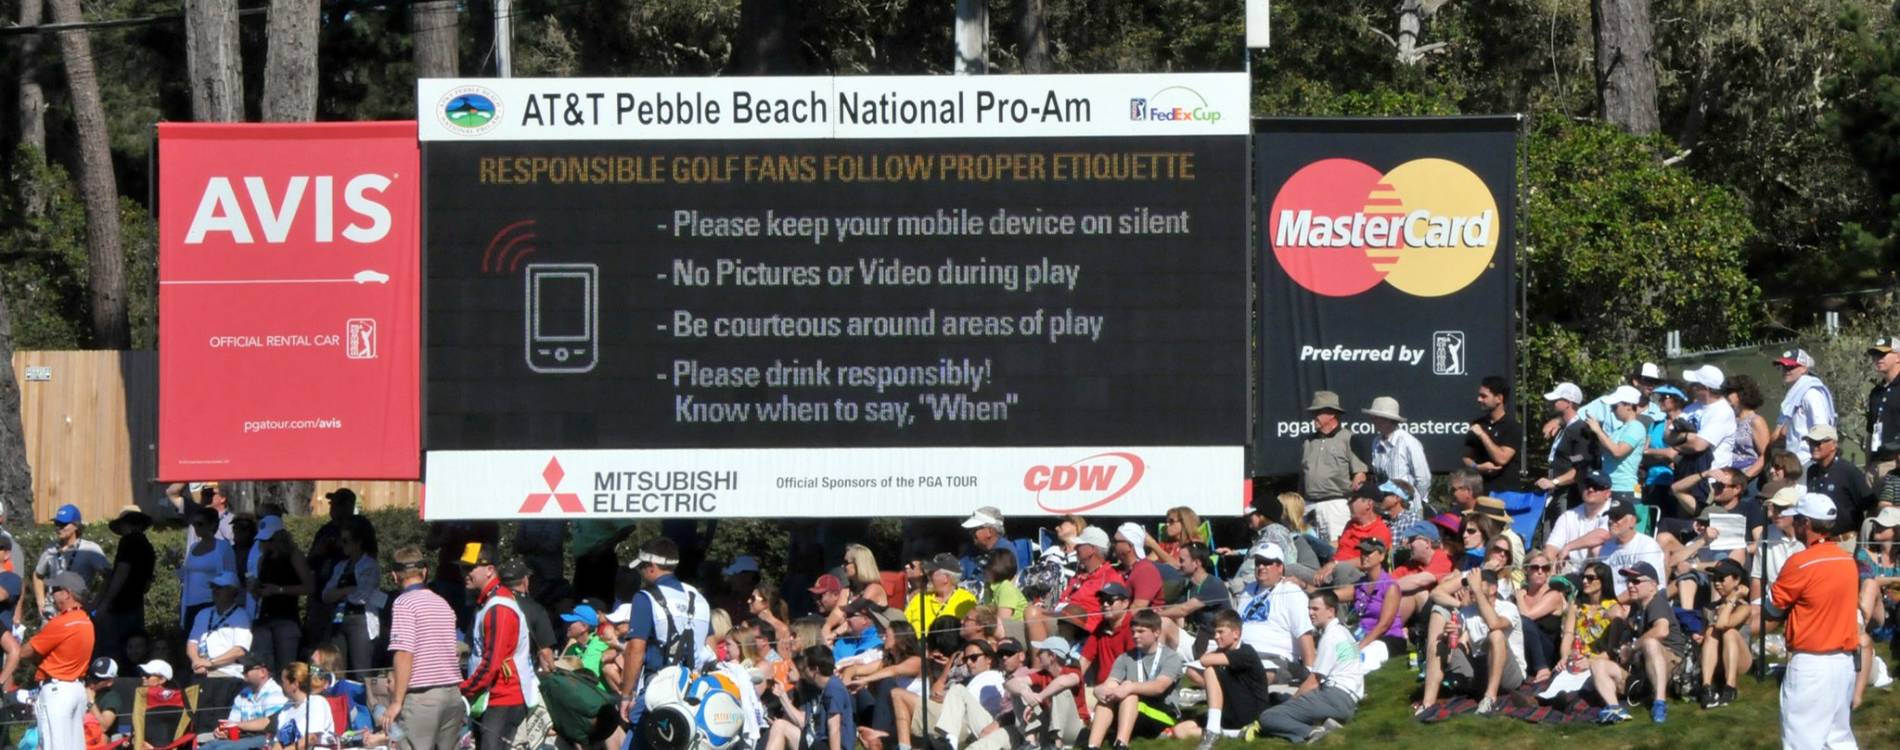 AT&T Pebble Beach National Pro-Am
FedExCup
AVIS
OFFICIAL RENTAL CAR
pgatour.com/avis
RESPONSIBLE GOLF FANS FOLLOW PROPER ETIQUETTE
- Please keep your mobile device on silent
- No Pictures or Video during play
- Be courteous around areas of play
- Please drink responsibly!
Know when to say, "When"
MITSUBISHI
ELECTRIC
Official Sponsors of the PGA TOUR
CDW
MasterCard
Preferred by